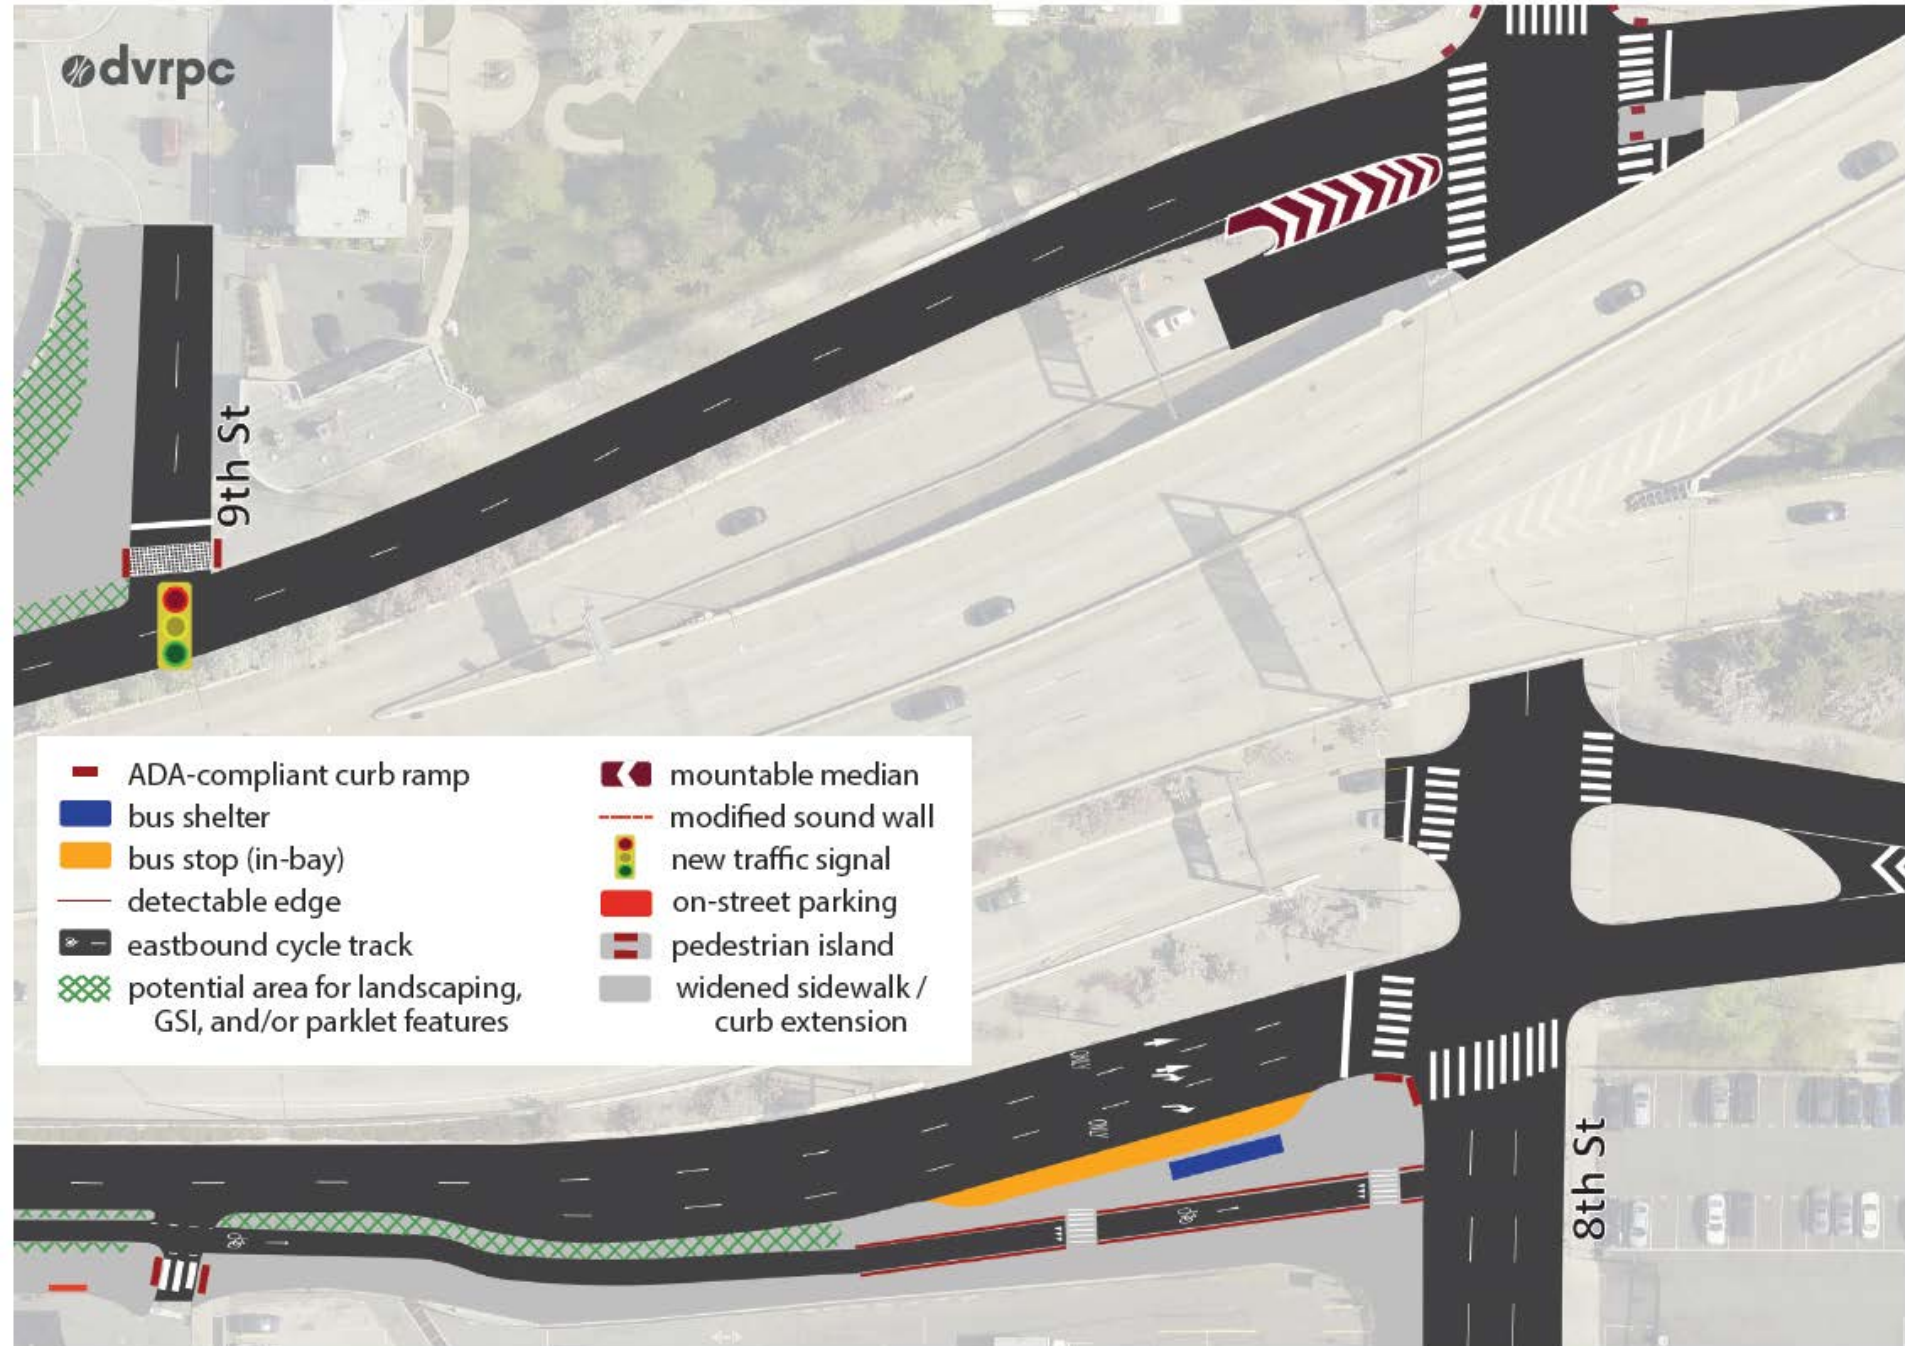 dvrpc
9th St
ADA-compliant curb ramp
bus shelter
bus stop (in-bay)
detectable edge
eastbound cycle track
potential area for landscaping,
GSI, and/or parklet features
mountable median
modified sound wall
new traffic signal
on-street parking
pedestrian island
widened sidewalk /
curb extension
ONLY
ONLY
8th St